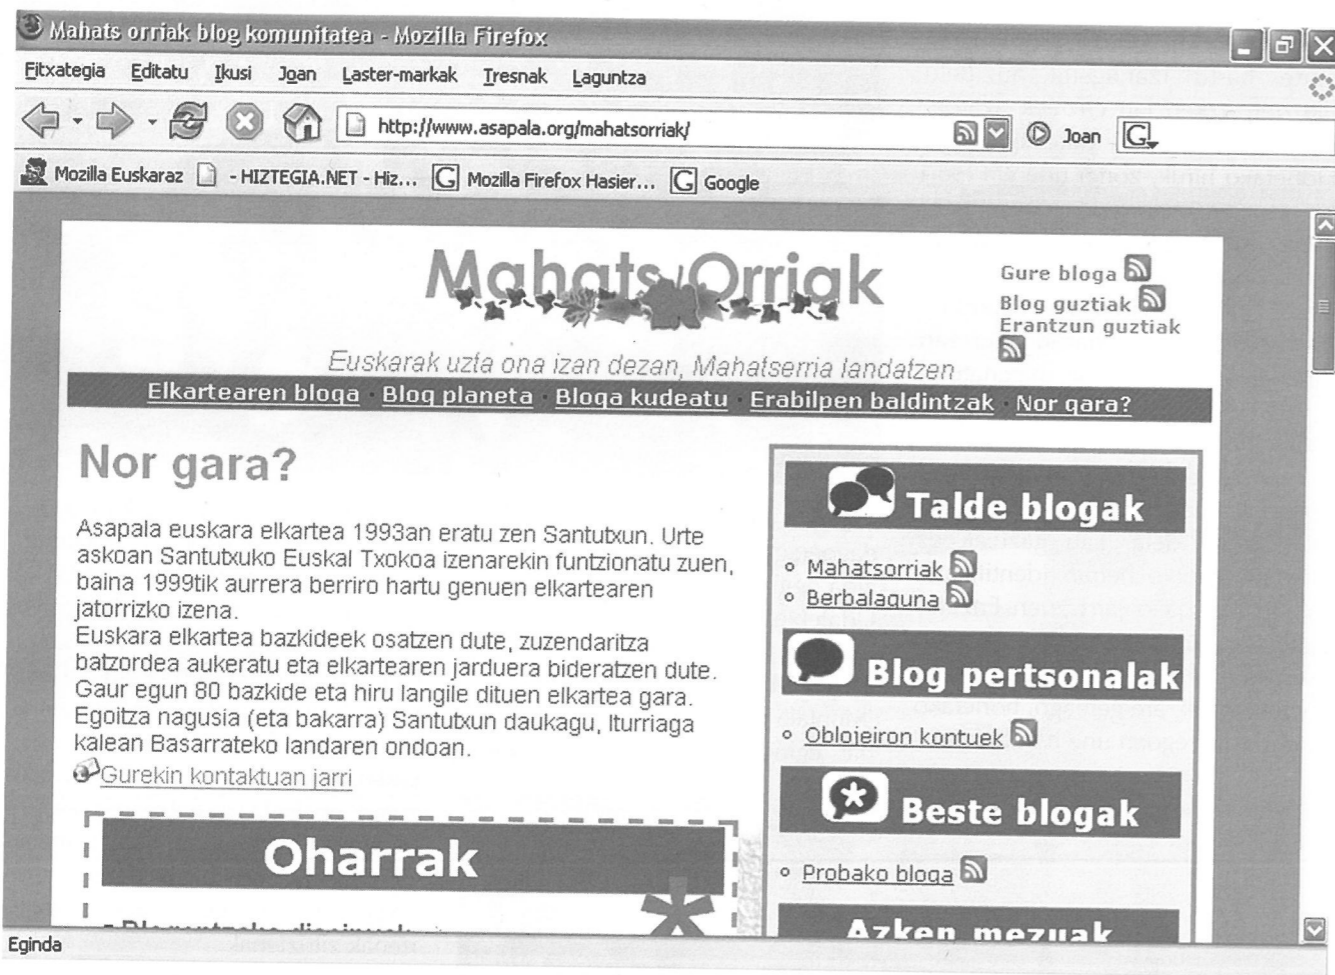 Mahats orriak blog komunitatea - Mozilla Firefox
Fitxategia Editatu Ikusi Joan Laster-markak Tresnak Laguntza
http://www.asapala.org/mahatsorriak/ Joan G
Mozilla Euskaraz - HIZTEGIA.NET - Hiz... G Mozilla Firefox Hasier... G Google
Mahats Orriak
Gure bloga
Blog guztiak
Erantzun guztiak
Euskarak uzta ona izan dezan, Mahatserria landatzen
Elkartearen bloga · Blog planeta · Bloga kudeatu · Erabilpen baldintzak · Nor gara?
Nor gara?
Asapala euskara elkartea 1993an eratu zen Santutxun. Urte
askoan Santutxuko Euskal Txokoa izenarekin funtzionatu zuen,
baina 1999tik aurrera berriro hartu genuen elkartearen
jatorrizko izena.
Euskara elkartea bazkideek osatzen dute, zuzendaritza
batzordea aukeratu eta elkartearen jarduera bideratzen dute.
Gaur egun 80 bazkide eta hiru langile dituen elkartea gara.
Egoitza nagusia (eta bakarra) Santutxun daukagu, Iturriaga
kalean Basarrateko landaren ondoan.
Gurekin kontaktuan jarri
Oharrak
Talde blogak
Mahatsorriak
Berbalaguna
Blog pertsonalak
Oblojeiron kontuek
Beste blogak
Probako bloga
Azken mezuak
Eginda